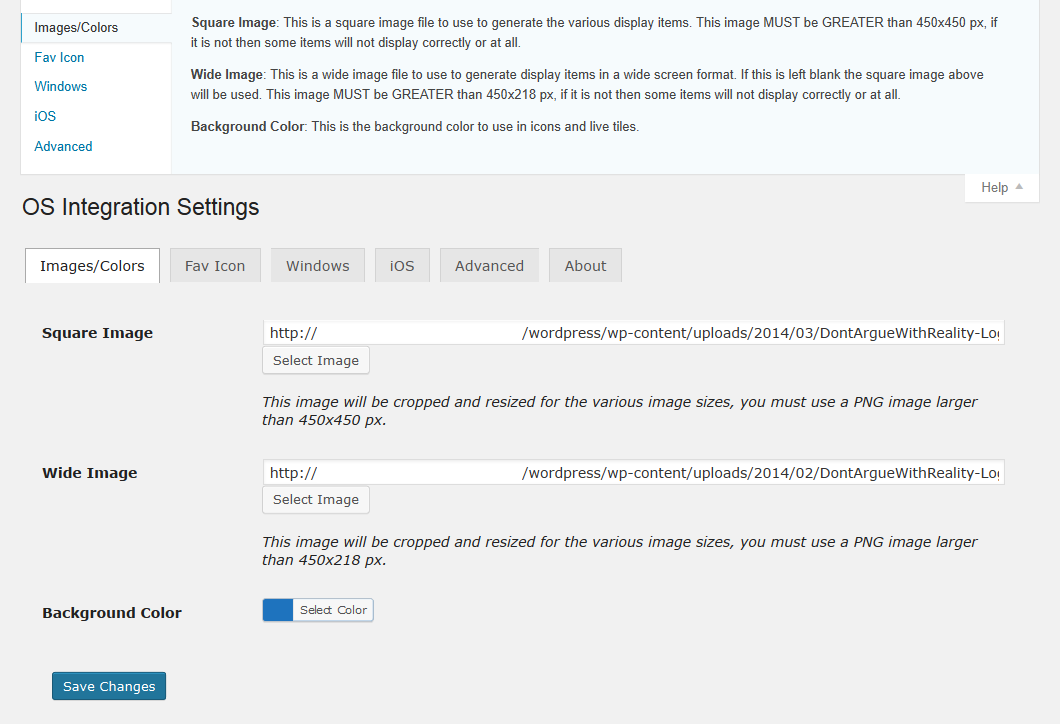 Images/Colors
Fav Icon
Windows
iOS
Advanced
Square Image: This is a square image file to use to generate the various display items. This image MUST be GREATER than 450x450 px, if
it is not then some items will not display correctly or at all.
Wide Image: This is a wide image file to use to generate display items in a wide screen format. If this is left blank the square image above
will be used. This image MUST be GREATER than 450x218 px, if it is not then some items will not display correctly or at all.
Background Color: This is the background color to use in icons and live tiles.
Help
OS Integration Settings
Images/Colors Fav Icon Windows iOS Advanced About
Square Image
http:// /wordpress/wp-content/uploads/2014/03/DontArgueWithReality-Log
Select Image
This image will be cropped and resized for the various image sizes, you must use a PNG image larger
than 450x450 px.
Wide Image
http:// /wordpress/wp-content/uploads/2014/02/DontArgueWithReality-Log
Select Image
This image will be cropped and resized for the various image sizes, you must use a PNG image larger
than 450x218 px.
Background Color
Select Color
Save Changes